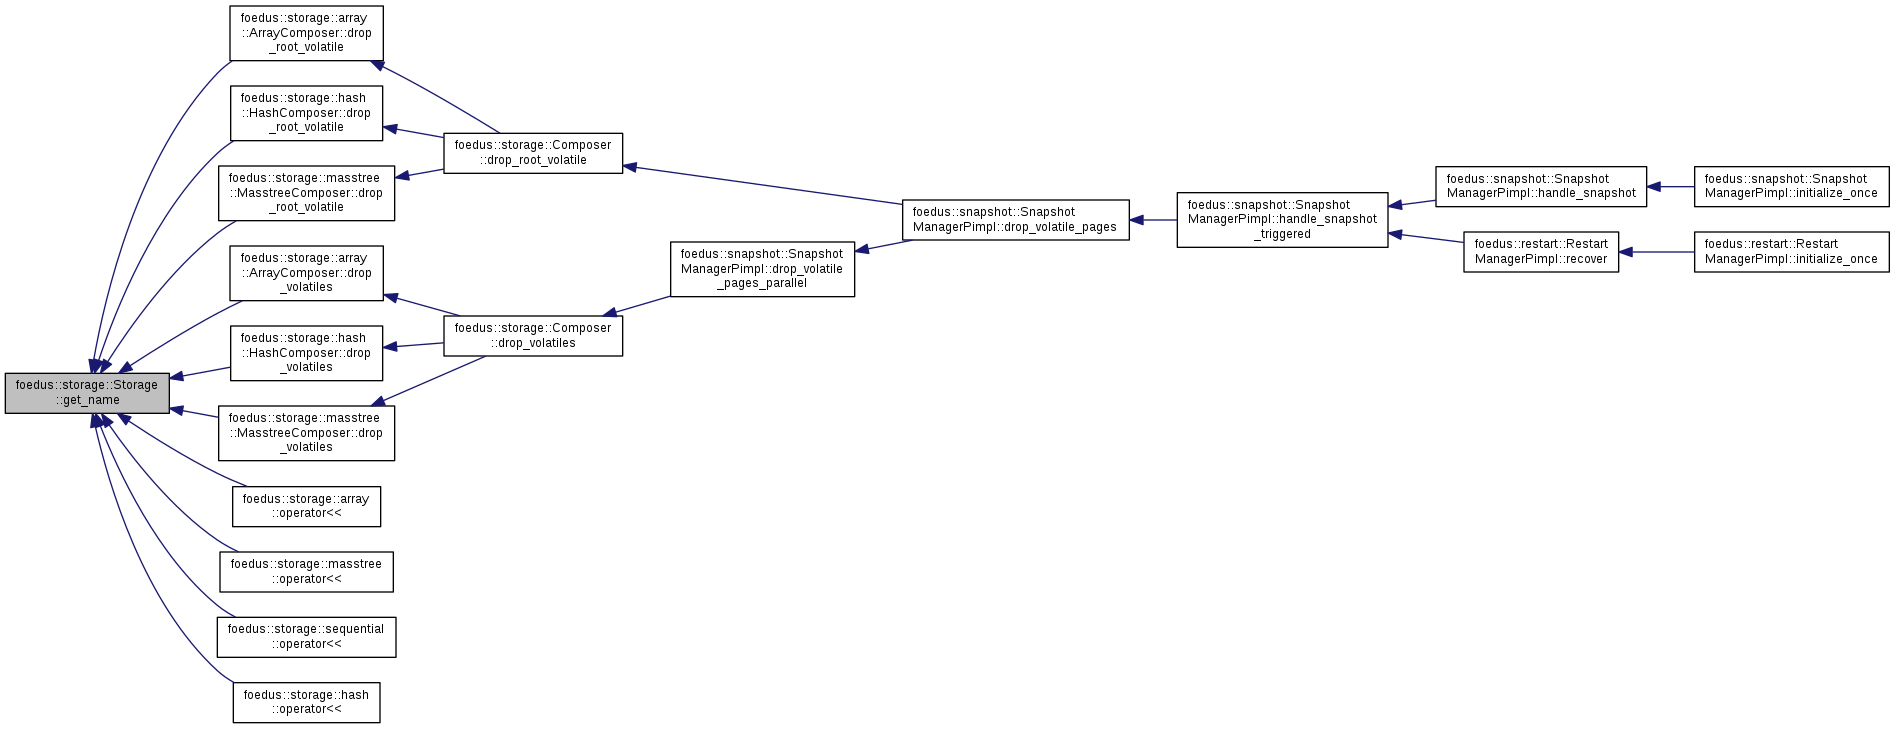 foedus::storage::Storage
::get_name
foedus::storage::array
::ArrayComposer::drop
_root_volatile
foedus::storage::hash
::HashComposer::drop
_root_volatile
foedus::storage::masstree
::MasstreeComposer::drop
_root_volatile
foedus::storage::array
::ArrayComposer::drop
_volatiles
foedus::storage::hash
::HashComposer::drop
_volatiles
foedus::storage::masstree
::MasstreeComposer::drop
_volatiles
foedus::storage::array
::operator<<
foedus::storage::masstree
::operator<<
foedus::storage::sequential
::operator<<
foedus::storage::hash
::operator<<
foedus::storage::Composer
::drop_root_volatile
foedus::storage::Composer
::drop_volatiles
foedus::snapshot::Snapshot
ManagerPimpl::drop_volatile
_pages_parallel
foedus::snapshot::Snapshot
ManagerPimpl::drop_volatile_pages
foedus::snapshot::Snapshot
ManagerPimpl::handle_snapshot
_triggered
foedus::snapshot::Snapshot
ManagerPimpl::handle_snapshot
foedus::restart::Restart
ManagerPimpl::recover
foedus::snapshot::Snapshot
ManagerPimpl::initialize_once
foedus::restart::Restart
ManagerPimpl::initialize_once